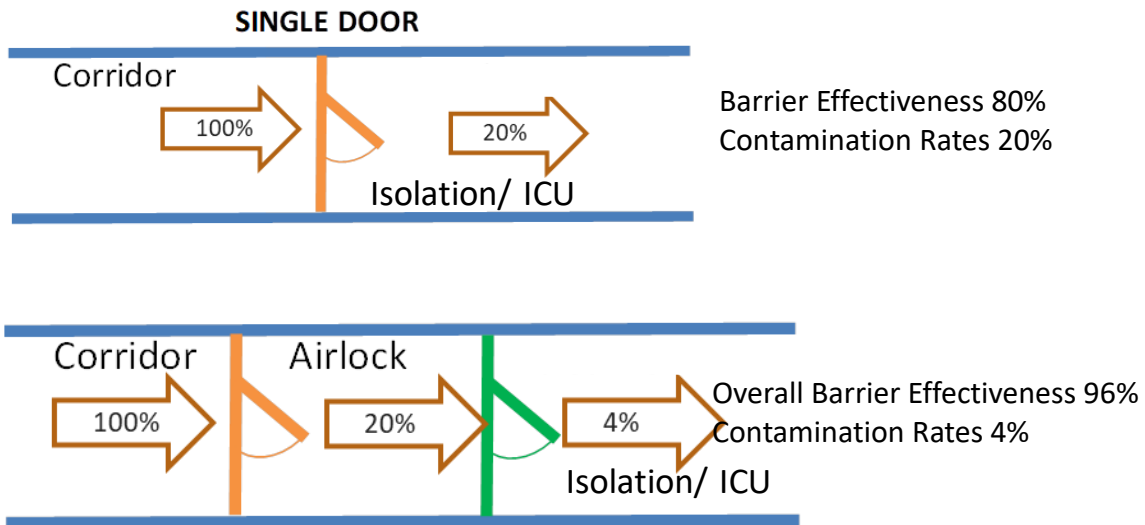 SINGLE DOOR
Corridor
100%
20%
Isolation/ ICU
Barrier Effectiveness 80%
Contamination Rates 20%
Corridor
Airlock
100%
20%
4%
Isolation/ ICU
Overall Barrier Effectiveness 96%
Contamination Rates 4%